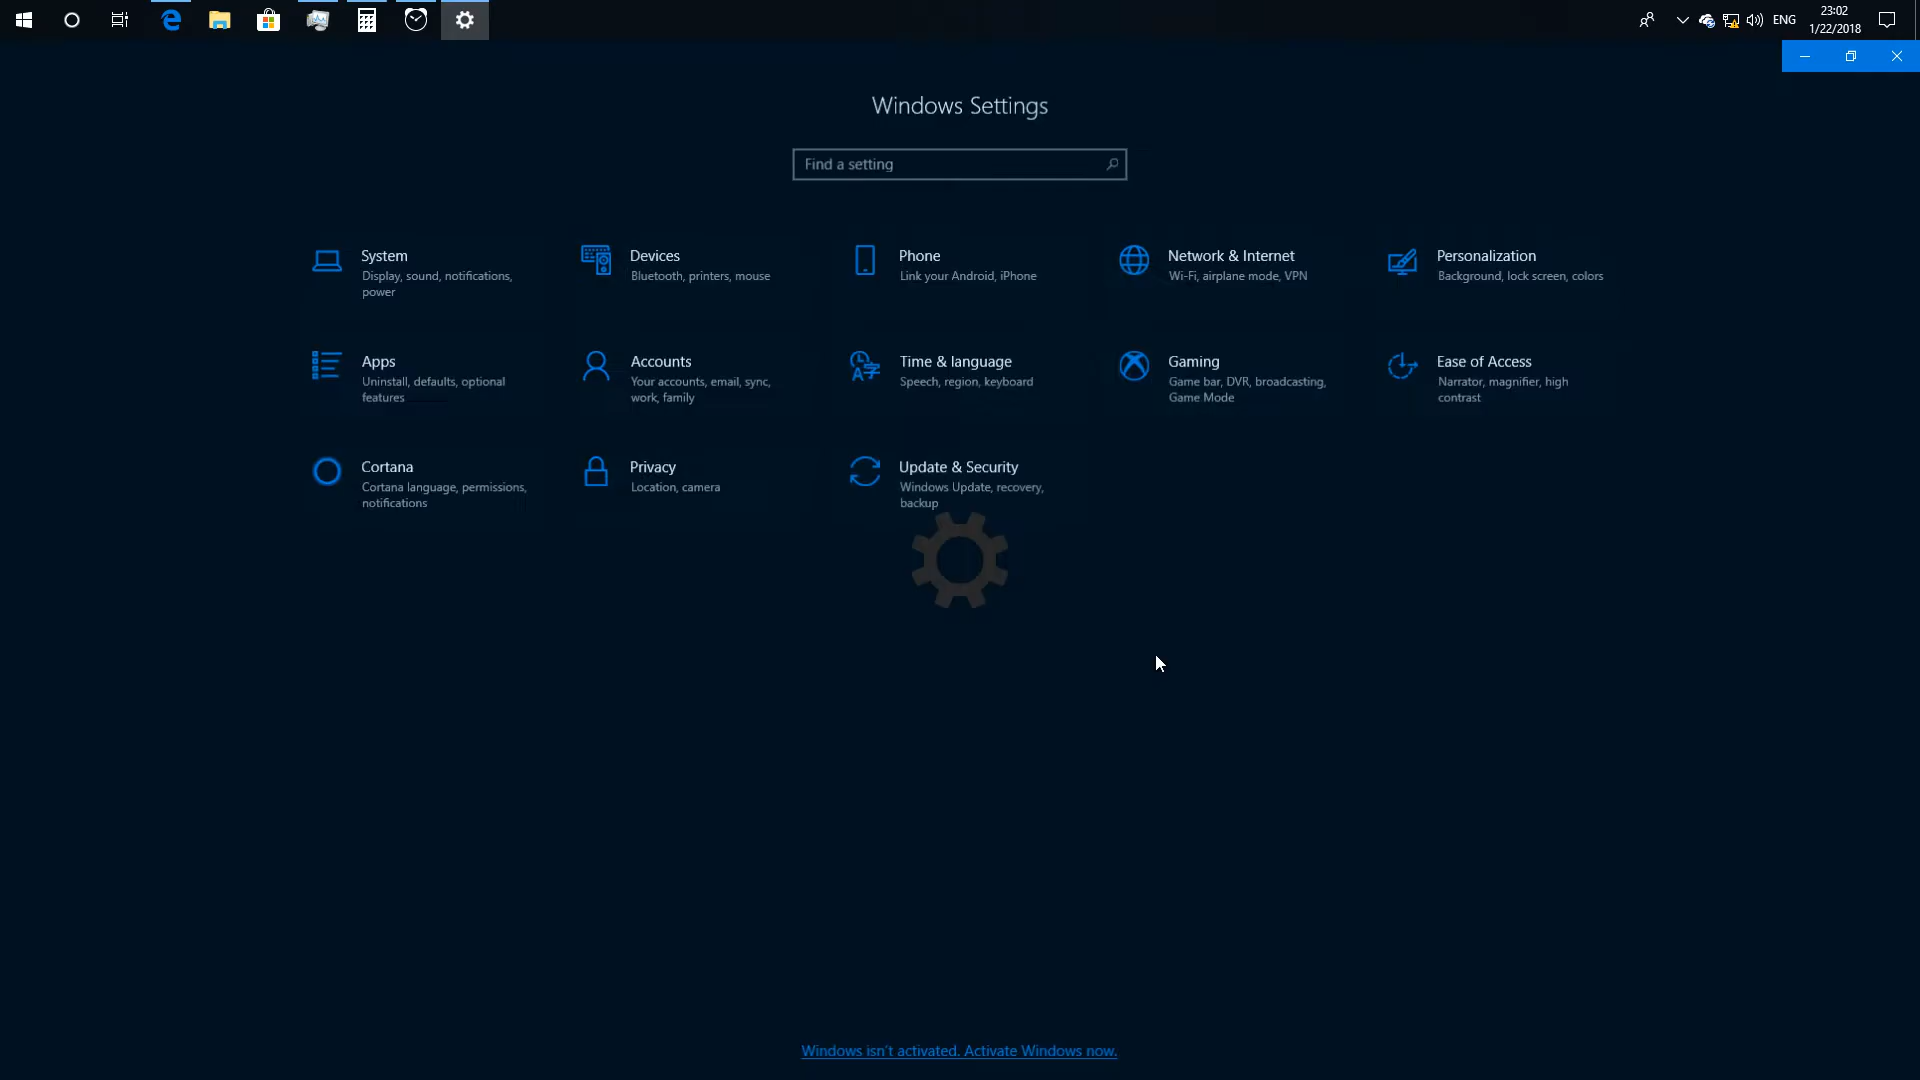 ENG
23:02
1/22/2018
Windows Settings
Find a setting
System
Display, sound, notifications,
power
Devices
Bluetooth, printers, mouse
Phone
Link your Android, iPhone
Network & Internet
Wi-Fi, airplane mode, VPN
Personalization
Background, lock screen, colors
Apps
Uninstall, defaults, optional
features
Accounts
Your accounts, email, sync,
work, family
Time & language
Speech, region, keyboard
Gaming
Game bar, DVR, broadcasting,
Game Mode
Ease of Access
Narrator, magnifier, high
contrast
Cortana
Cortana language, permissions,
notifications
Privacy
Location, camera
Update & Security
Windows Update, recovery,
backup
Windows isn't activated. Activate Windows now.